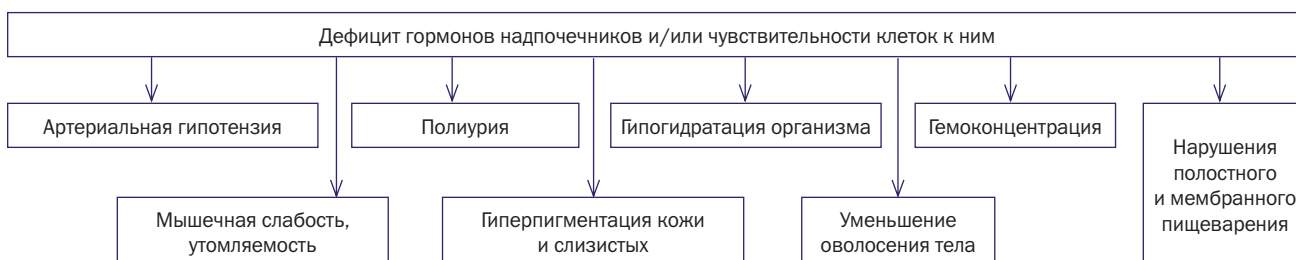 Дефицит гормонов надпочечников и/или чувствительности клеток к ним
Артериальная гипотензия
Полиурия
Гипогидратация организма
Гемоконцентрация
Нарушения
полостного
и мембранного
пищеварения
Мышечная слабость,
утомляемость
Гиперпигментация кожи
и слизистых
Уменьшение
оволосения тела